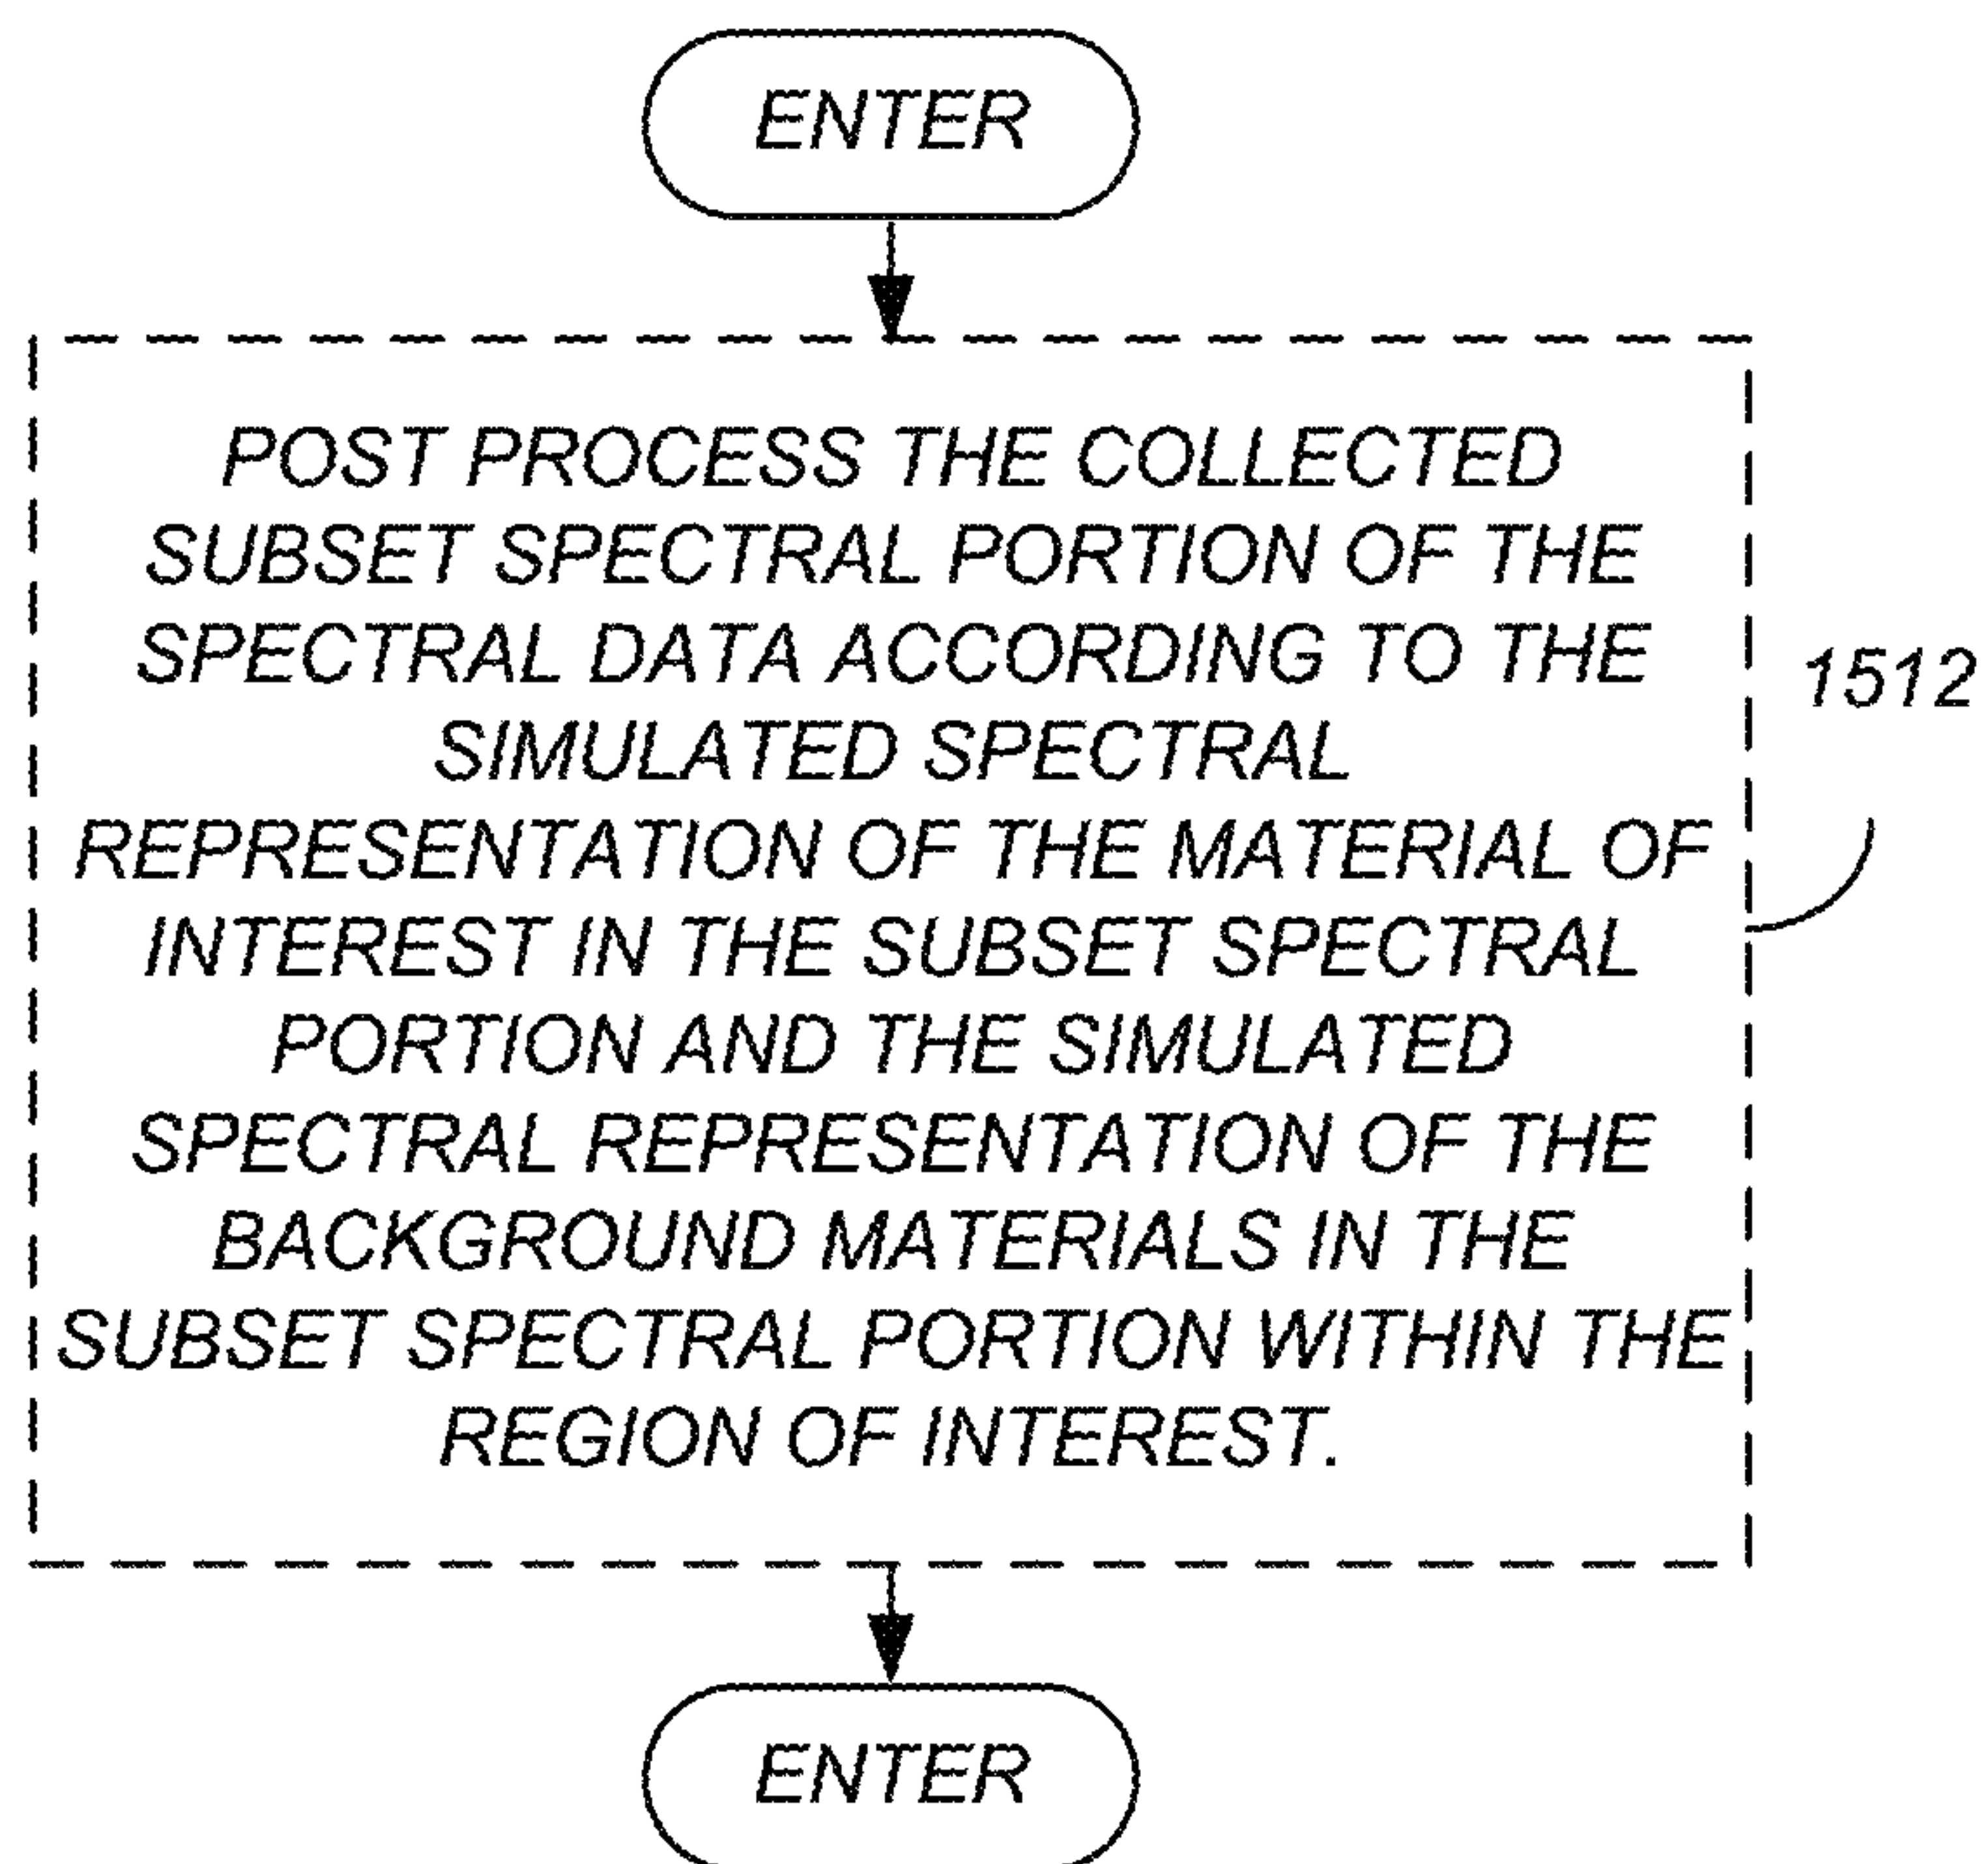 ENTER
POST PROCESS THE COLLECTED
SUBSET SPECTRAL PORTION OF THE
SPECTRAL DATA ACCORDING TO THE
SIMULATED SPECTRAL
REPRESENTATION OF THE MATERIAL OF
INTEREST IN THE SUBSET SPECTRAL
PORTION AND THE SIMULATED
SPECTRAL REPRESENTATION OF THE
BACKGROUND MATERIALS IN THE
SUBSET SPECTRAL PORTION WITHIN THE
REGION OF INTEREST.
1512
ENTER